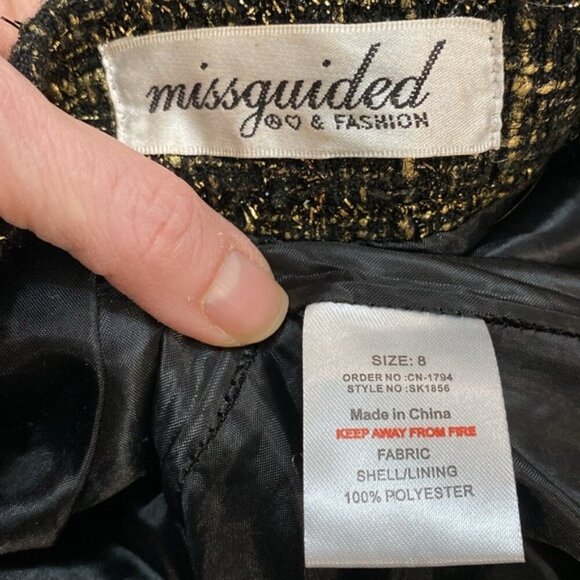 missguided
☮♡ & FASHION
SIZE: 8
ORDER NO :CN-1794
STYLE NO :SK1856
Made in China
KEEP AWAY FROM FIRE
FABRIC
SHELL/LINING
100% POLYESTER